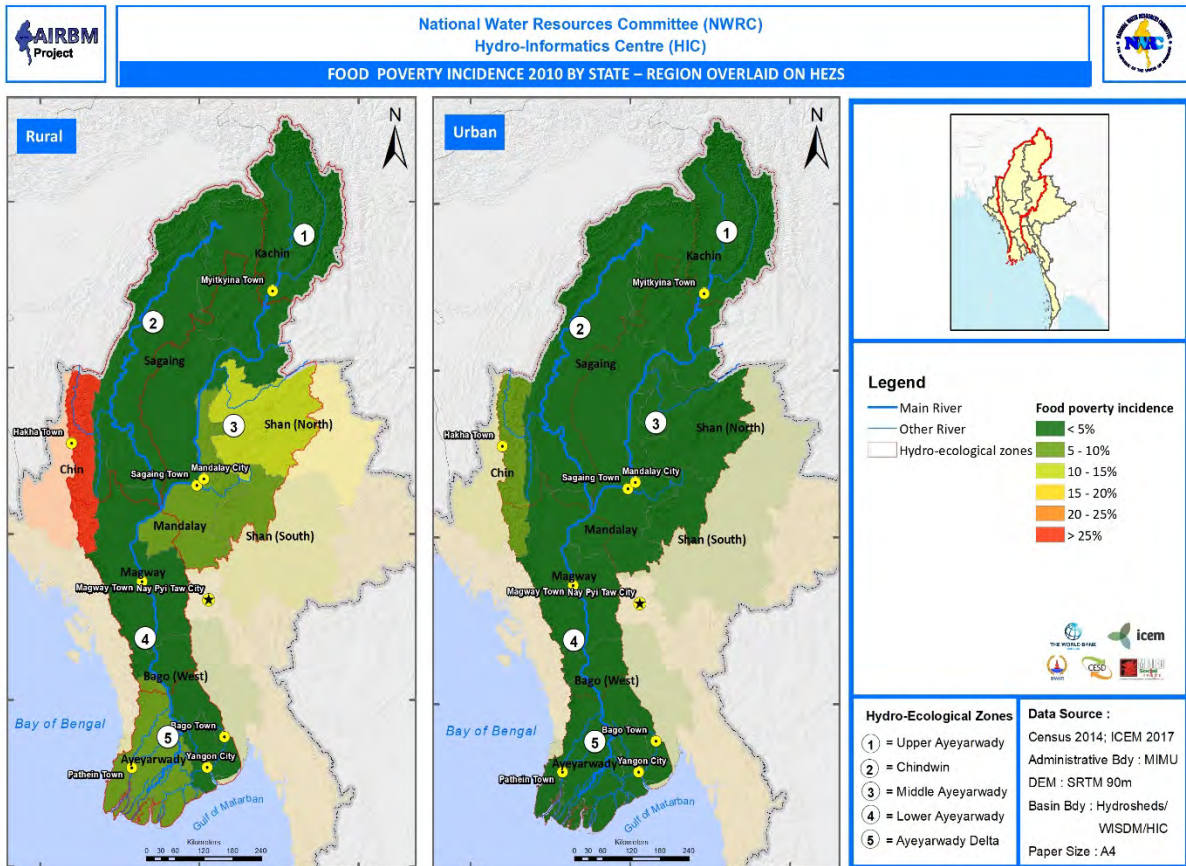 AIRBM
Project
National Water Resources Committee (NWRC)
Hydro-Informatics Centre (HIC)
FOOD POVERTY INCIDENCE 2010 BY STATE – REGION OVERLAID ON HEZS
NWRC
Rural
N
1
Kachin
Myitkyina Town
2
Sagaing
3
Shan (North)
Hakha Town
Chin
Sagaing Town
Mandalay City
Mandalay
Shan (South)
Magway
Magway Town
Nay Pyi Taw City
4
Bago (West)
Bay of Bengal
Bago Town
5
Ayeyarwady
Yangon City
Pathein Town
Gulf of Matarban
Kilometers
0 30 60 120 180 240
Urban
N
1
Kachin
Myitkyina Town
2
Sagaing
3
Shan (North)
Hakha Town
Chin
Sagaing Town
Mandalay City
Mandalay
Shan (South)
Magway
Magway Town
Nay Pyi Taw City
4
Bago (West)
Bay of Bengal
Bago Town
5
Ayeyarwady
Yangon City
Pathein Town
Gulf of Matarban
Kilometers
0 30 60 120 180 240
Legend
Main River
Other River
Hydro-ecological zones
Food poverty incidence
< 5%
5 - 10%
10 - 15%
15 - 20%
20 - 25%
> 25%
THE WORLD BANK
icem
CESD
Hydro-Ecological Zones
1 = Upper Ayeyarwady
2 = Chindwin
3 = Middle Ayeyarwady
4 = Lower Ayeyarwady
5 = Ayeyarwady Delta
Data Source :
Census 2014; ICEM 2017
Administrative Bdy : MIMU
DEM : SRTM 90m
Basin Bdy : Hydrosheds/
WISDM/HIC
Paper Size : A4